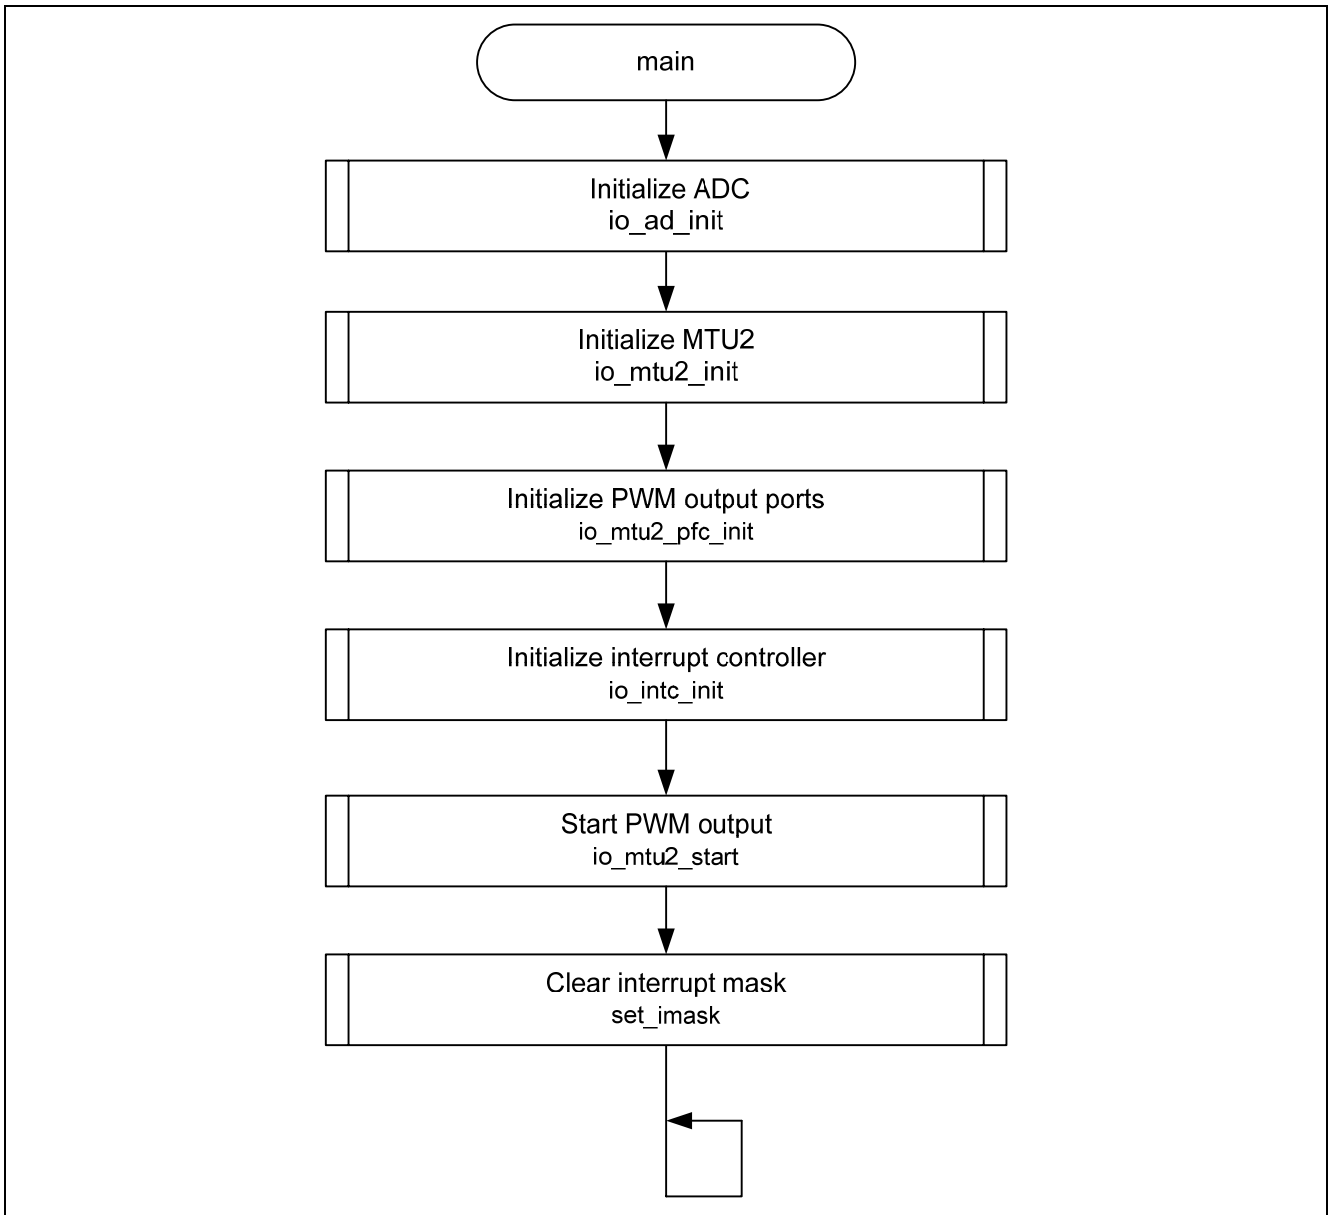 main
Initialize ADC
io_ad_init
Initialize MTU2
io_mtu2_init
Initialize PWM output ports
io_mtu2_pfc_init
Initialize interrupt controller
io_intc_init
Start PWM output
io_mtu2_start
Clear interrupt mask
set_imask